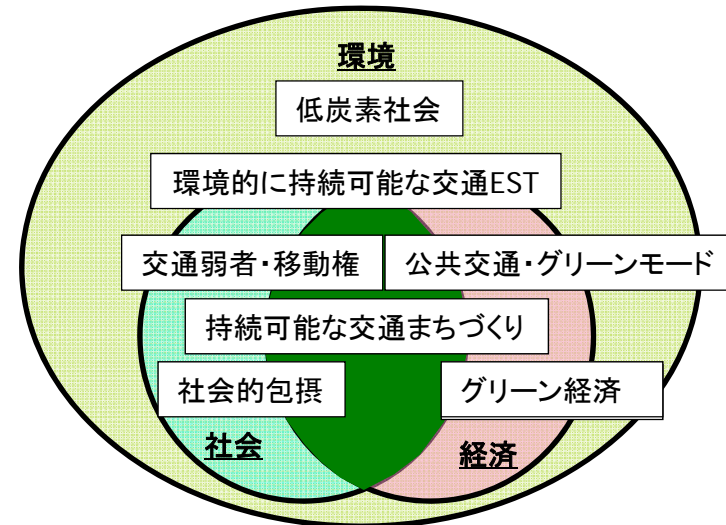 環境
低炭素社会
環境的に持続可能な交通EST
交通弱者・移動権
公共交通・グリーンモード
持続可能な交通まちづくり
社会的包摂
グリーン経済
社会
経済